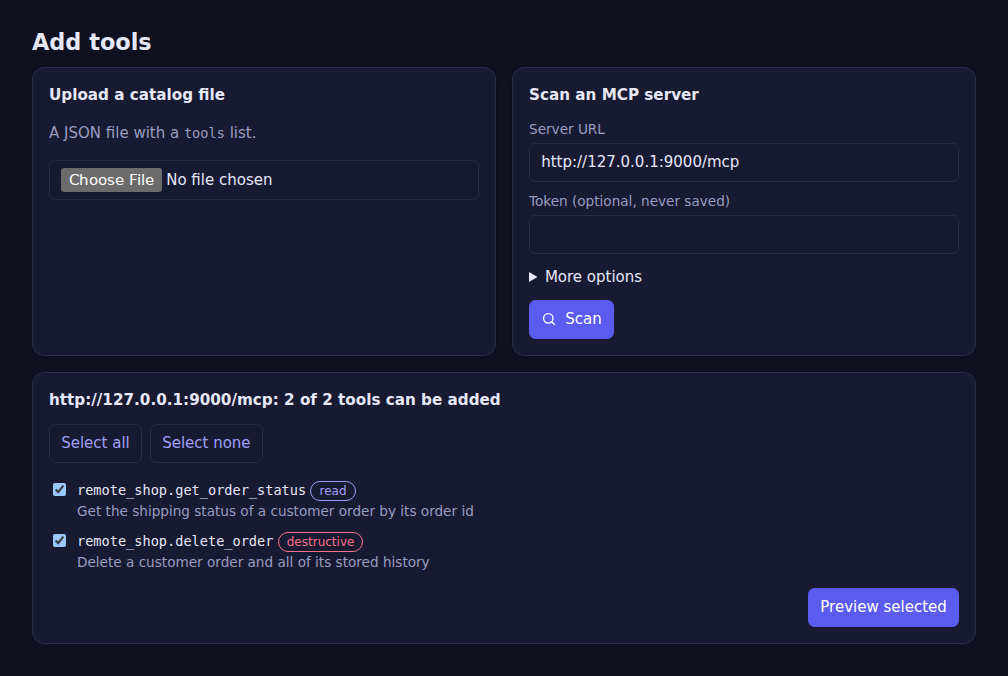 Add tools
Upload a catalog file
A JSON file with a tools list.
Choose File No file chosen
Scan an MCP server
Server URL
http://127.0.0.1:9000/mcp
Token (optional, never saved)
More options
Scan
http://127.0.0.1:9000/mcp: 2 of 2 tools can be added
Select all Select none
remote_shop.get_order_status read
Get the shipping status of a customer order by its order id
remote_shop.delete_order destructive
Delete a customer order and all of its stored history
Preview selected